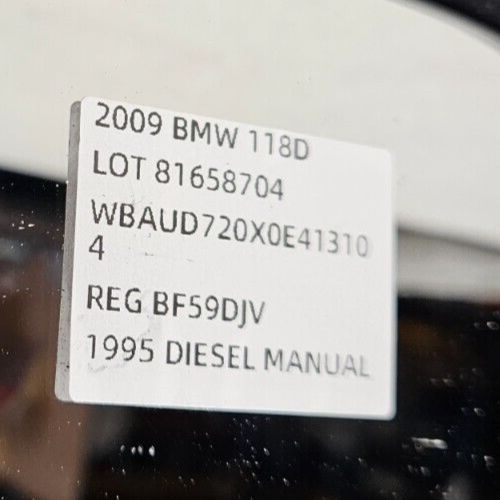 2009 BMW 118D
LOT 81658704
WBAUD720X0E41310
4
REG BF59DJV
1995 DIESEL MANUAL